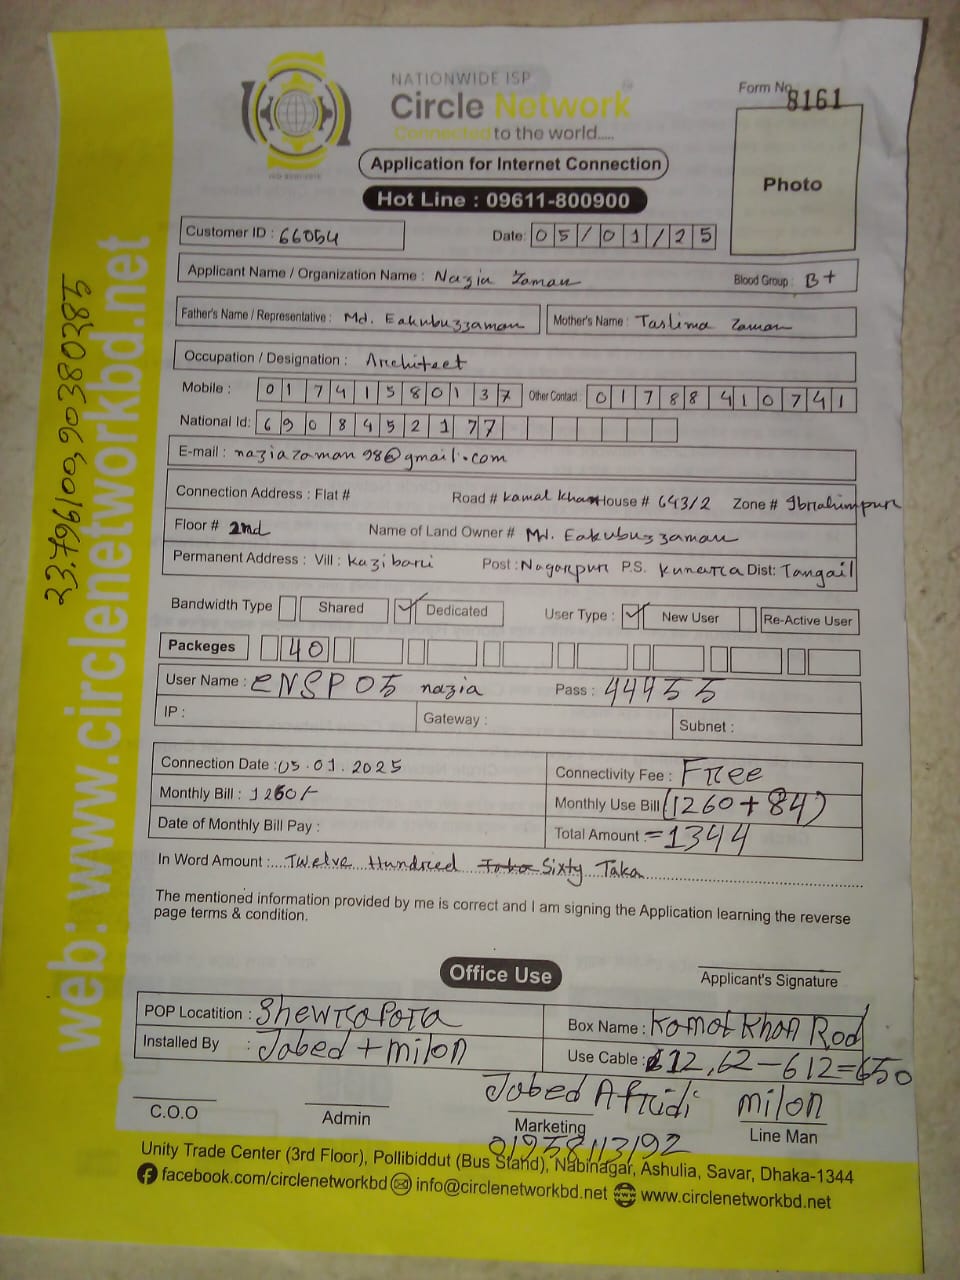 NATIONWIDE ISP
Circle Network
Connected to the world.....
Application for Internet Connection
Hot Line : 09611-800900
Form No. 8161
Photo
Customer ID : 66054
Date: 05/01/25
Applicant Name / Organization Name : Nazia Zaman Blood Group : B+
Father's Name / Representative : Md. Eakubuzzaman Mother's Name : Taslima Zaman
Occupation / Designation : Architect
Mobile : 01741580137 Other Contact : 01788410741
National Id: 6908452177
E-mail : naziazaman98@gmail.com
Connection Address : Flat # Road # Kamal Khan House # 643/2 Zone # Ibrahimpur
Floor # 2nd Name of Land Owner # Md. Eakubuzzaman
Permanent Address : Vill : Kazibari Post : Nagarpur P.S. Dist: Tangail
Bandwidth Type Shared ✓ Dedicated User Type : ✓ New User Re-Active User
Packeges 40
User Name : eNSP05 nazia Pass : 44455
IP : Gateway : Subnet :
Connection Date : 05.01.2025 Connectivity Fee : Free
Monthly Bill : 1260/- Monthly Use Bill (1260+84)
Date of Monthly Bill Pay : Total Amount : =1344
In Word Amount :.... Twelve Hundred Taka Sixty Taka
The mentioned information provided by me is correct and I am signing the Application learning the reverse
page terms & condition.
Applicant's Signature
Office Use
POP Locatition : Shewrapara Box Name : Kamal Khan Rod
Installed By : Jabed + milon Use Cable : 612,62-612=650
Jabed Afridi milon
C.O.O Admin Marketing Line Man
01958113192
Unity Trade Center (3rd Floor), Pollibiddut (Bus Stand), Nabinagar, Ashulia, Savar, Dhaka-1344
facebook.com/circlenetworkbd info@circlenetworkbd.net www.circlenetworkbd.net
web: www.circlenetworkbd.net
23.796100,90.380385